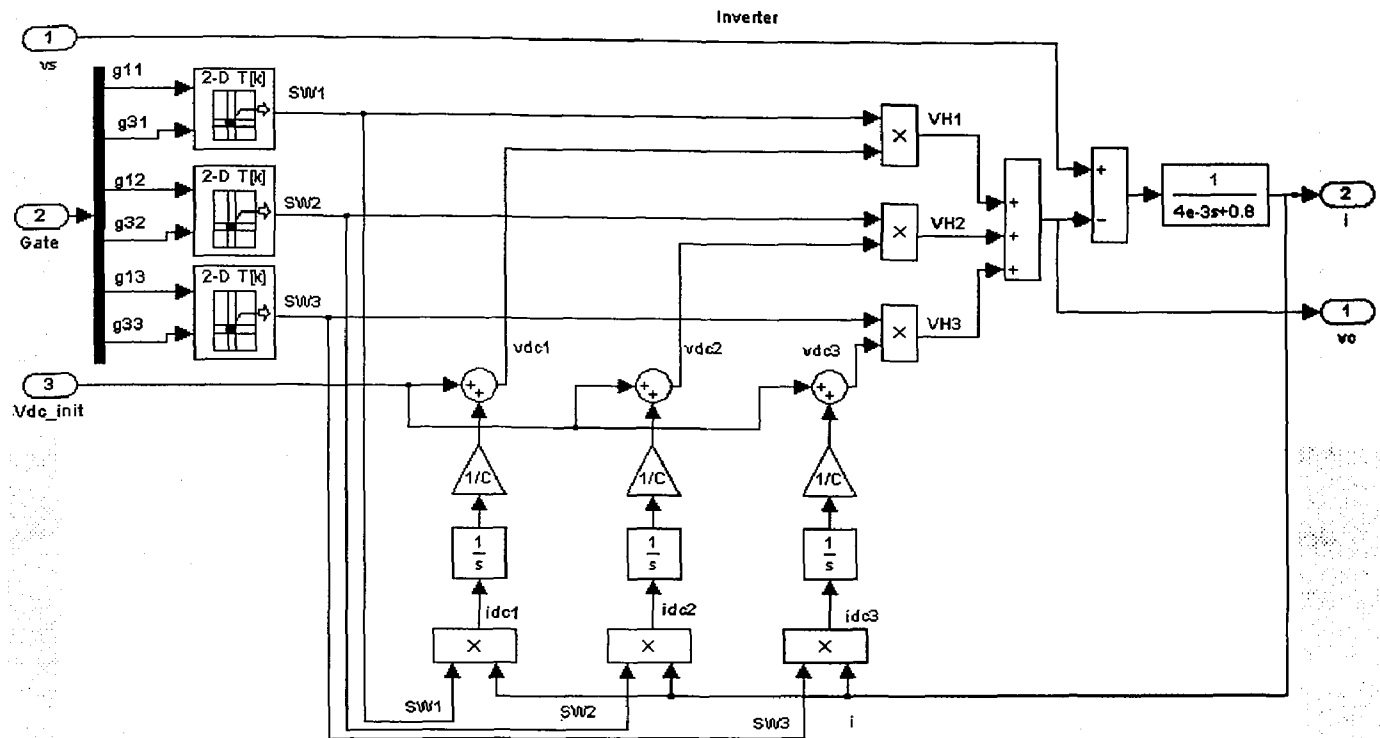 Inverter
1
vs
g11
2-D T[k]
SW1
g31
VH1
×
g12
2-D T[k]
SW2
+
1
4e-3s+0.8
2
i
2
Gate
g32
×
VH2
+
+
+
−
g13
2-D T[k]
SW3
g33
×
VH3
1
vc
vdc1
vdc2
vdc3
3
Vdc_init
+
+
+
+
+
+
1/C
1/C
1/C
1
s
1
s
1
s
idc1
idc2
idc3
×
×
×
SW1
SW2
SW3
i